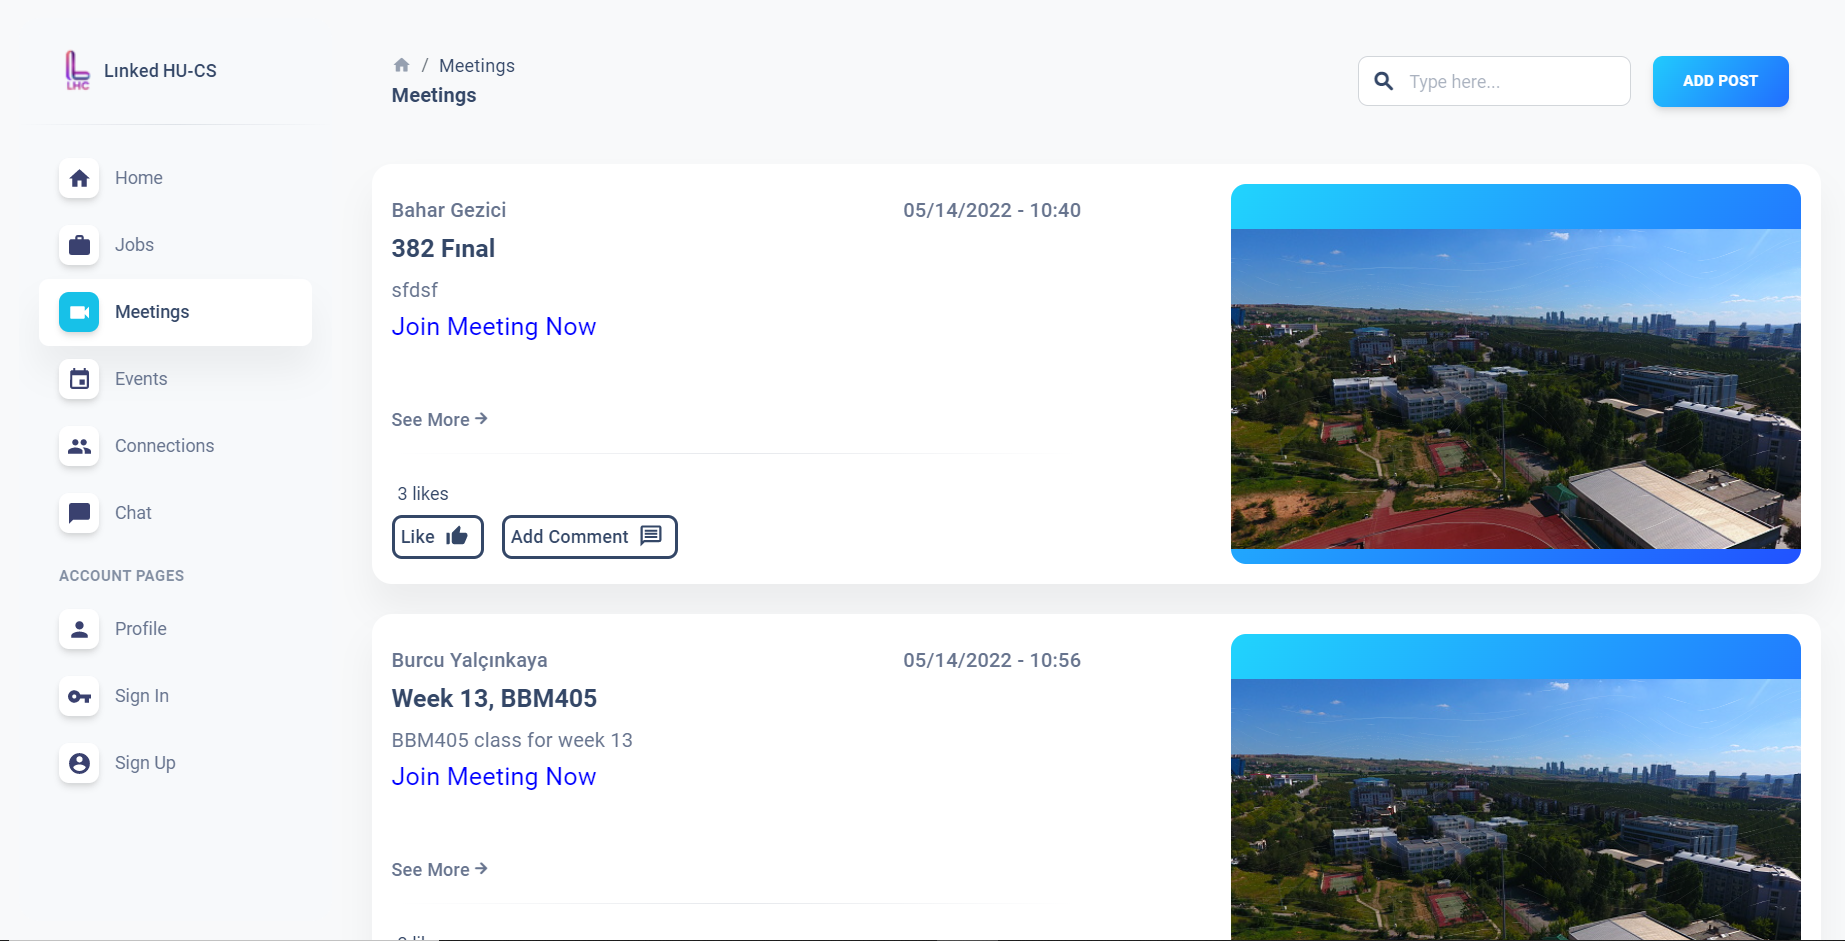 LHC
Lınked HU-CS
Home
Jobs
Meetings
Events
Connections
Chat
ACCOUNT PAGES
Profile
Sign In
Sign Up
/ Meetings
Meetings
Type here...
ADD POST
Bahar Gezici
05/14/2022 - 10:40
382 Fınal
sfdsf
Join Meeting Now
See More →
3 likes
Like
Add Comment
Burcu Yalçınkaya
05/14/2022 - 10:56
Week 13, BBM405
BBM405 class for week 13
Join Meeting Now
See More →